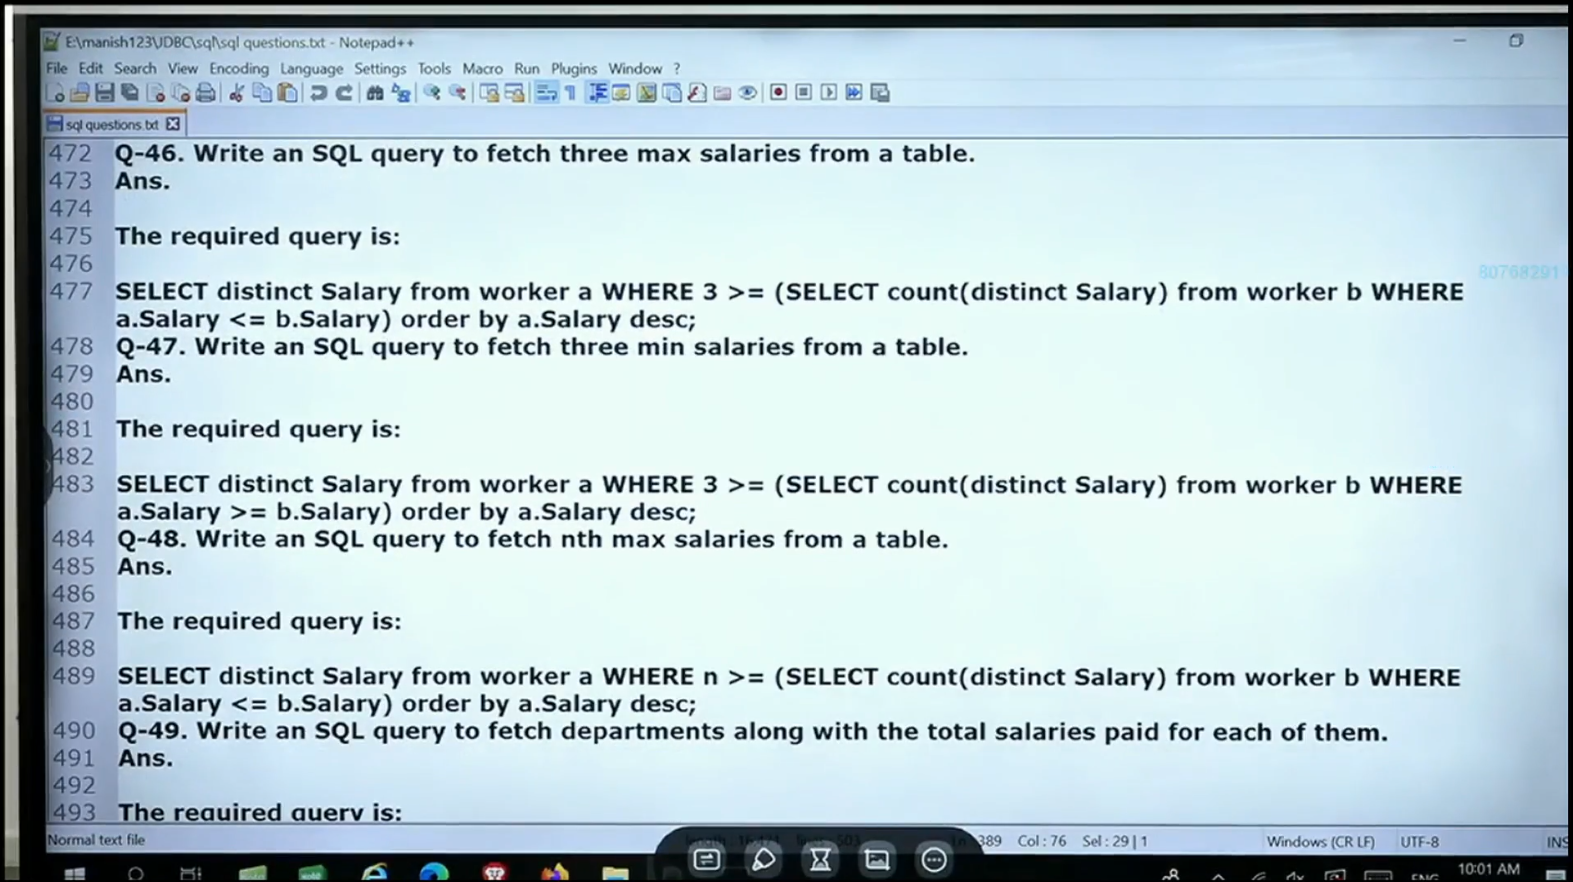 E:\manish123\JDBC\sql\sql questions.txt - Notepad++
File Edit Search View Encoding Language Settings Tools Macro Run Plugins Window ?
sql questions.txt
472 Q-46. Write an SQL query to fetch three max salaries from a table.
473 Ans.
474
475 The required query is:
476
80768291
477 SELECT distinct Salary from worker a WHERE 3 >= (SELECT count(distinct Salary) from worker b WHERE
a.Salary <= b.Salary) order by a.Salary desc;
478 Q-47. Write an SQL query to fetch three min salaries from a table.
479 Ans.
480
481 The required query is:
482
483 SELECT distinct Salary from worker a WHERE 3 >= (SELECT count(distinct Salary) from worker b WHERE
a.Salary >= b.Salary) order by a.Salary desc;
484 Q-48. Write an SQL query to fetch nth max salaries from a table.
485 Ans.
486
487 The required query is:
488
489 SELECT distinct Salary from worker a WHERE n >= (SELECT count(distinct Salary) from worker b WHERE
a.Salary <= b.Salary) order by a.Salary desc;
490 Q-49. Write an SQL query to fetch departments along with the total salaries paid for each of them.
491 Ans.
492
493 The required query is:
Normal text file 389 Col : 76 Sel : 29 | 1 Windows (CR LF) UTF-8 INS
ENG 10:01 AM